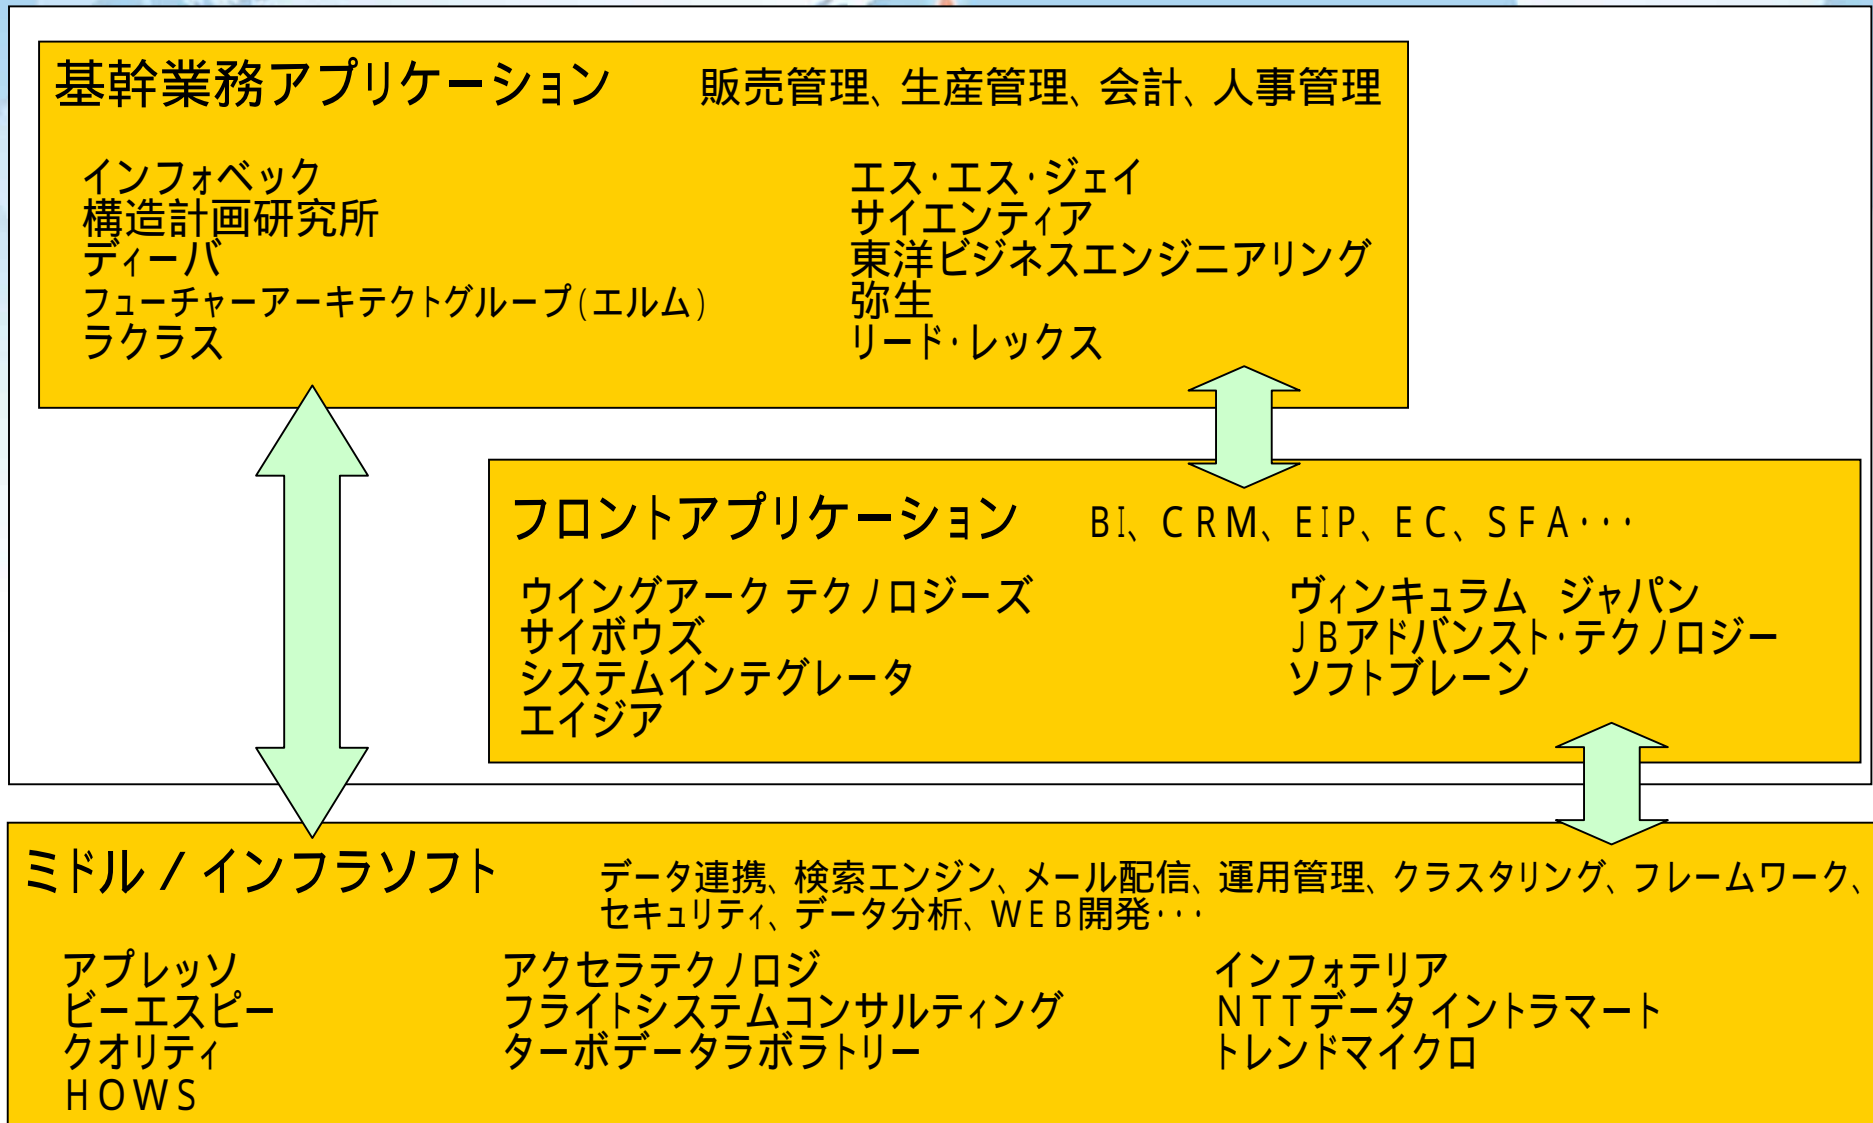 基幹業務アプリケーション　販売管理、生産管理、会計、人事管理
インフォベック
構造計画研究所
ディーバ
フューチャーアーキテクトグループ(エルム)
ラクラス
エス・エス・ジェイ
サイエンティア
東洋ビジネスエンジニアリング
弥生
リード・レックス
フロントアプリケーション　BI、CRM、EIP、EC、SFA・・・
ウイングアーク テクノロジーズ
サイボウズ
システムインテグレータ
エイジア
ヴィンキュラム　ジャパン
JBアドバンスト・テクノロジー
ソフトブレーン
ミドル / インフラソフト
データ連携、検索エンジン、メール配信、運用管理、クラスタリング、フレームワーク、
セキュリティ、データ分析、WEB開発・・・
アプレッソ
ビーエスピー
クオリティ
HOWS
アクセラテクノロジ
フライトシステムコンサルティング
ターボデータラボラトリー
インフォテリア
NTTデータ イントラマート
トレンドマイクロ